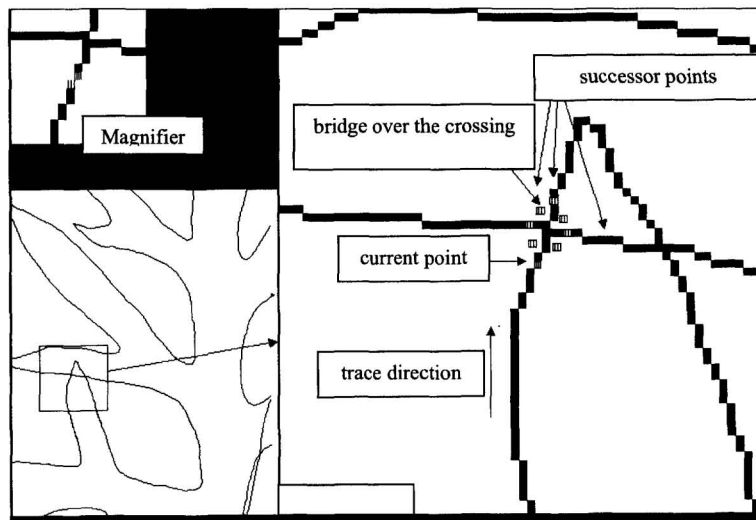 successor points
bridge over the crossing
Magnifier
current point
trace direction